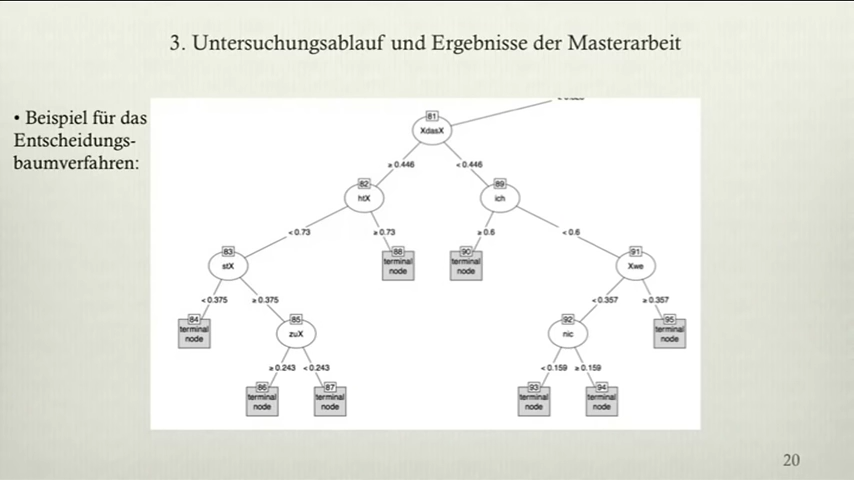 3. Untersuchungsablauf und Ergebnisse der Masterarbeit
• Beispiel für das
Entscheidungs-
baumverfahren:
81
XdasX
≥ 0.446
< 0.446
82
htX
89
ich
< 0.73
≥ 0.73
≥ 0.6
< 0.6
83
stX
88
terminal
node
90
terminal
node
91
Xwe
< 0.375
≥ 0.375
< 0.357
≥ 0.357
84
terminal
node
85
zuX
92
nic
95
terminal
node
≥ 0.243
< 0.243
< 0.159
≥ 0.159
86
terminal
node
87
terminal
node
93
terminal
node
94
terminal
node
20